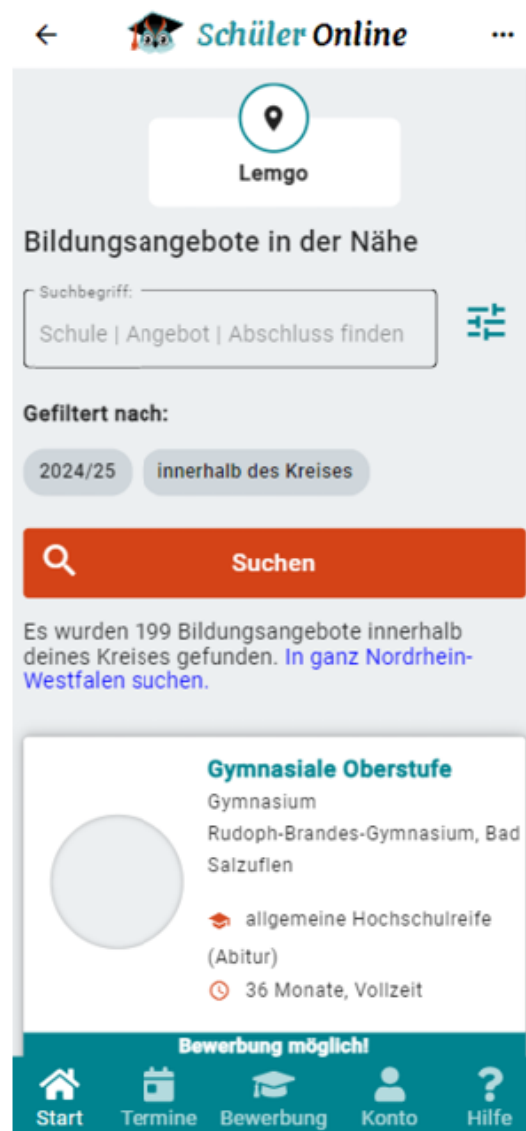 Schüler Online
Lemgo
Bildungsangebote in der Nähe
Suchbegriff:
Schule | Angebot | Abschluss finden
Gefiltert nach:
2024/25 innerhalb des Kreises
Suchen
Es wurden 199 Bildungsangebote innerhalb
deines Kreises gefunden. In ganz Nordrhein-
Westfalen suchen.
Gymnasiale Oberstufe
Gymnasium
Rudoph-Brandes-Gymnasium, Bad
Salzuflen
allgemeine Hochschulreife
(Abitur)
36 Monate, Vollzeit
Bewerbung möglich!
Start Termine Bewerbung Konto Hilfe